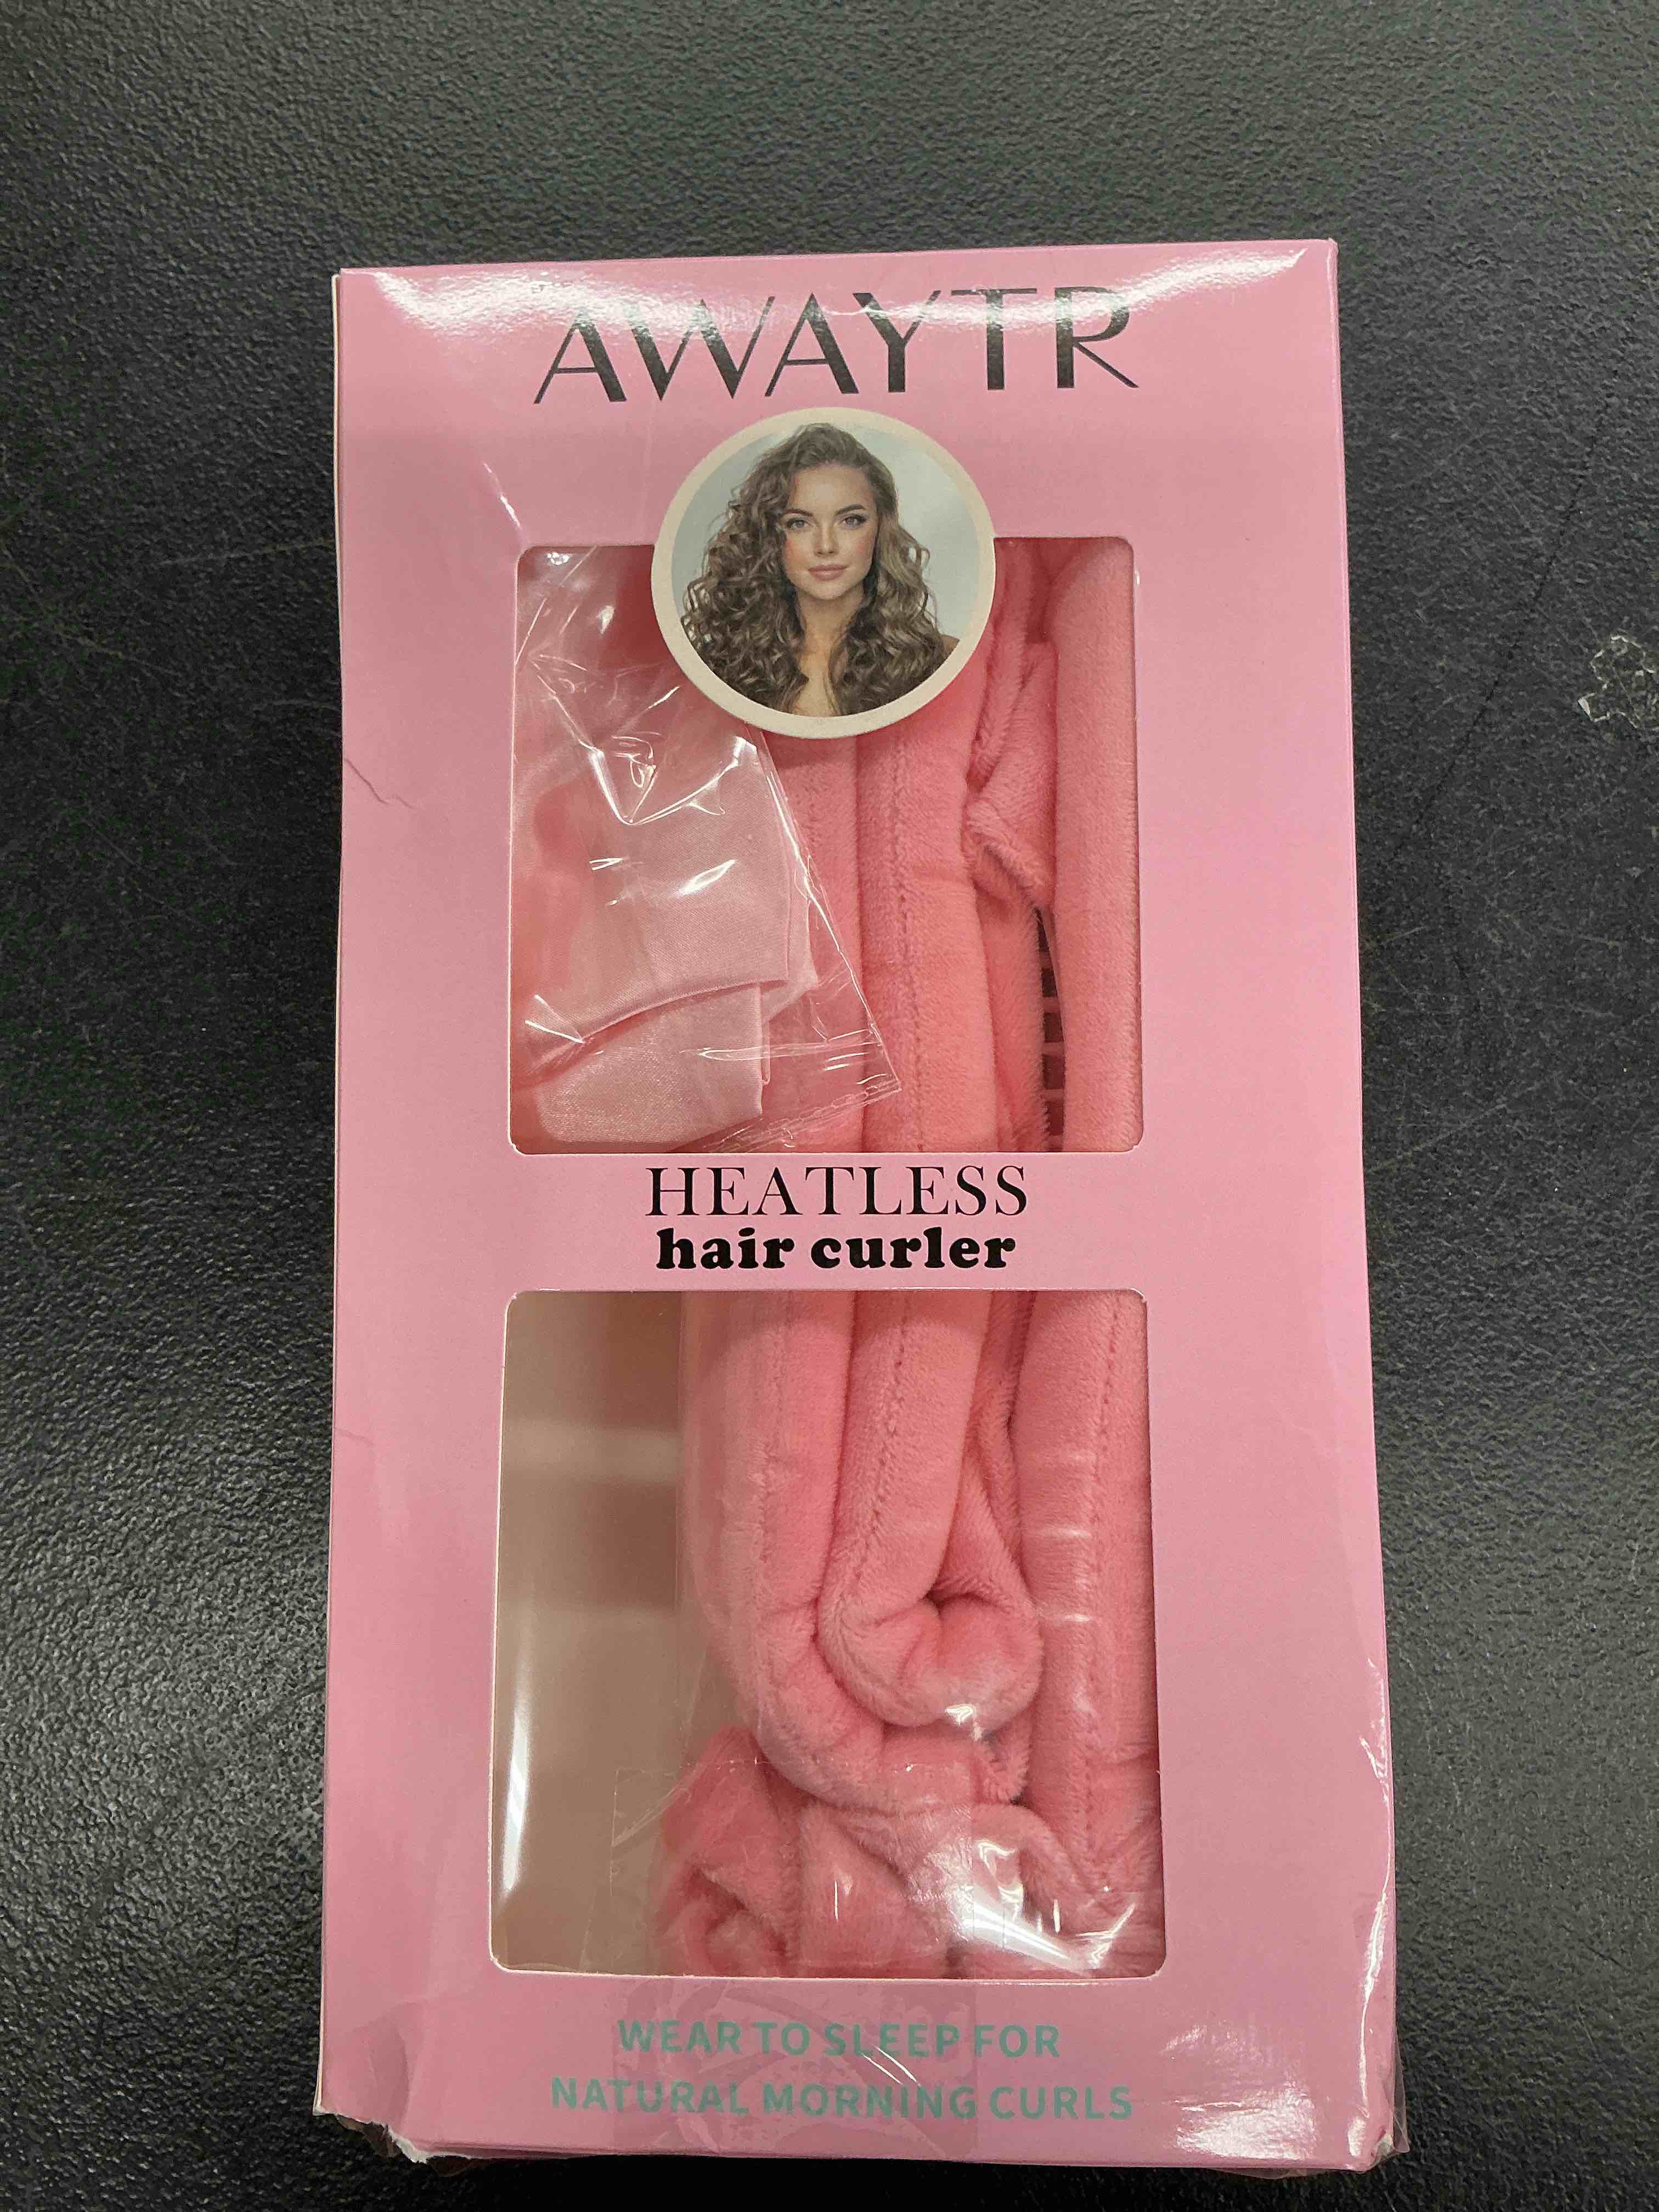 AWAYTR
HEATLESS
hair curler
WEAR TO SLEEP FOR
NATURAL MORNING CURLS